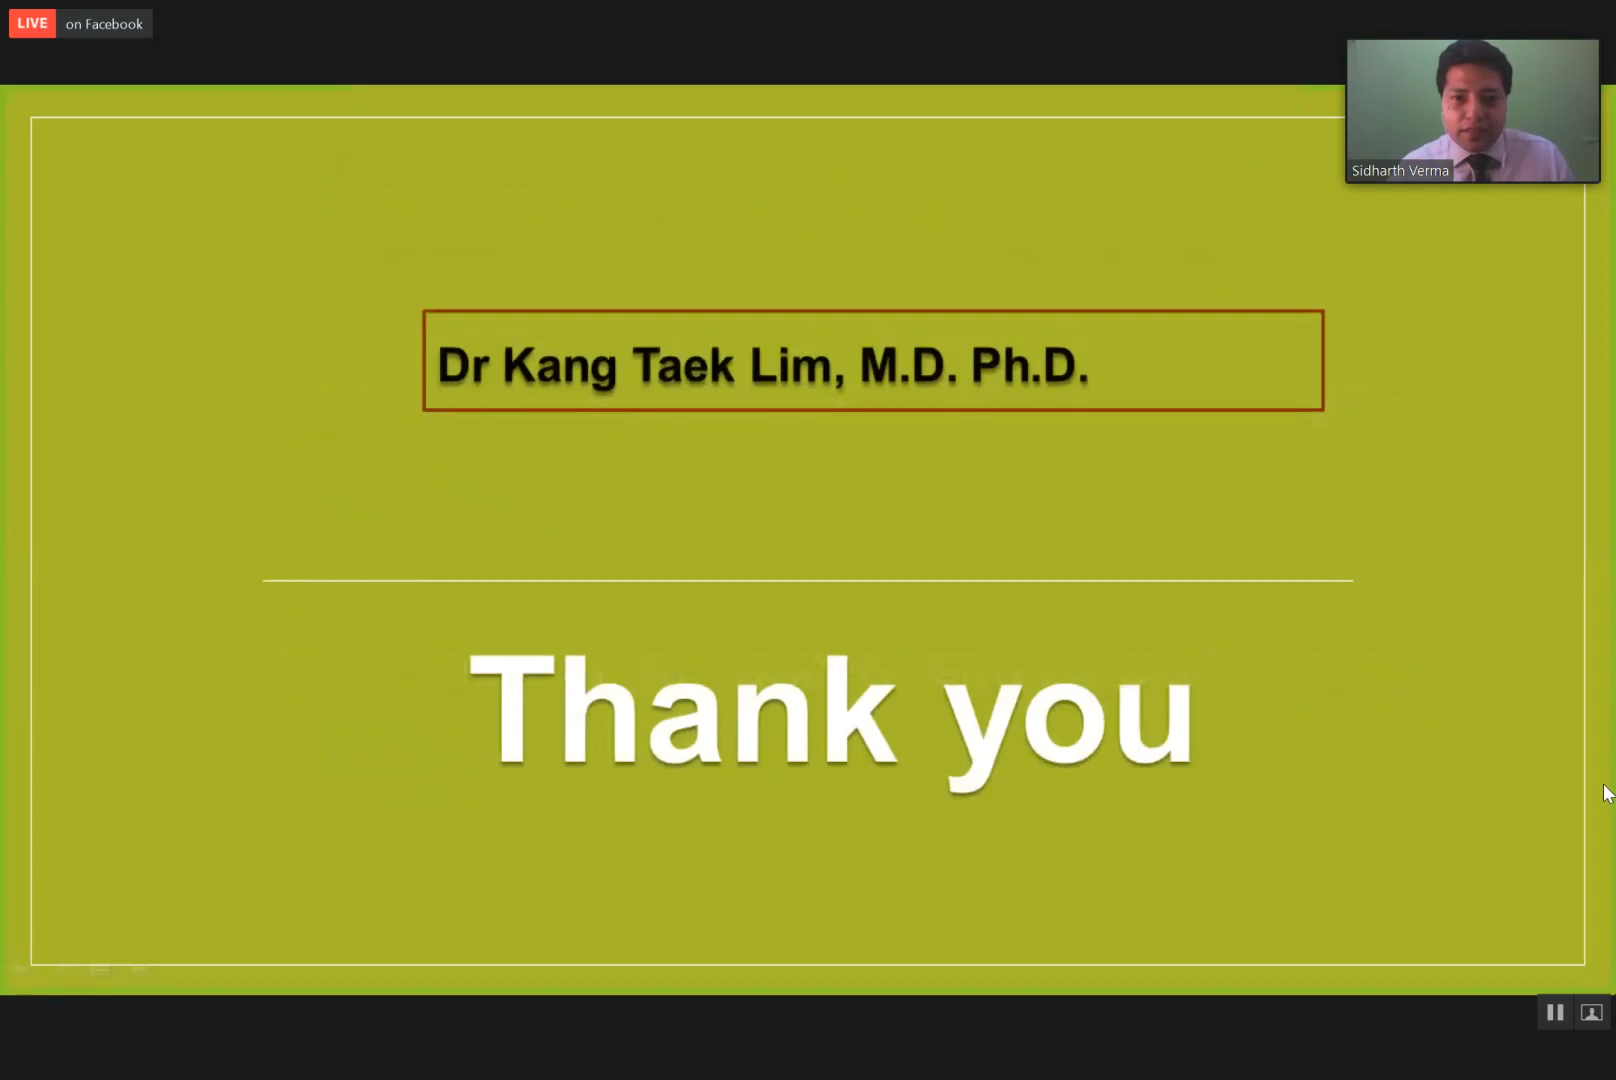 LIVE on Facebook
Sidharth Verma
Dr Kang Taek Lim, M.D. Ph.D.
Thank you